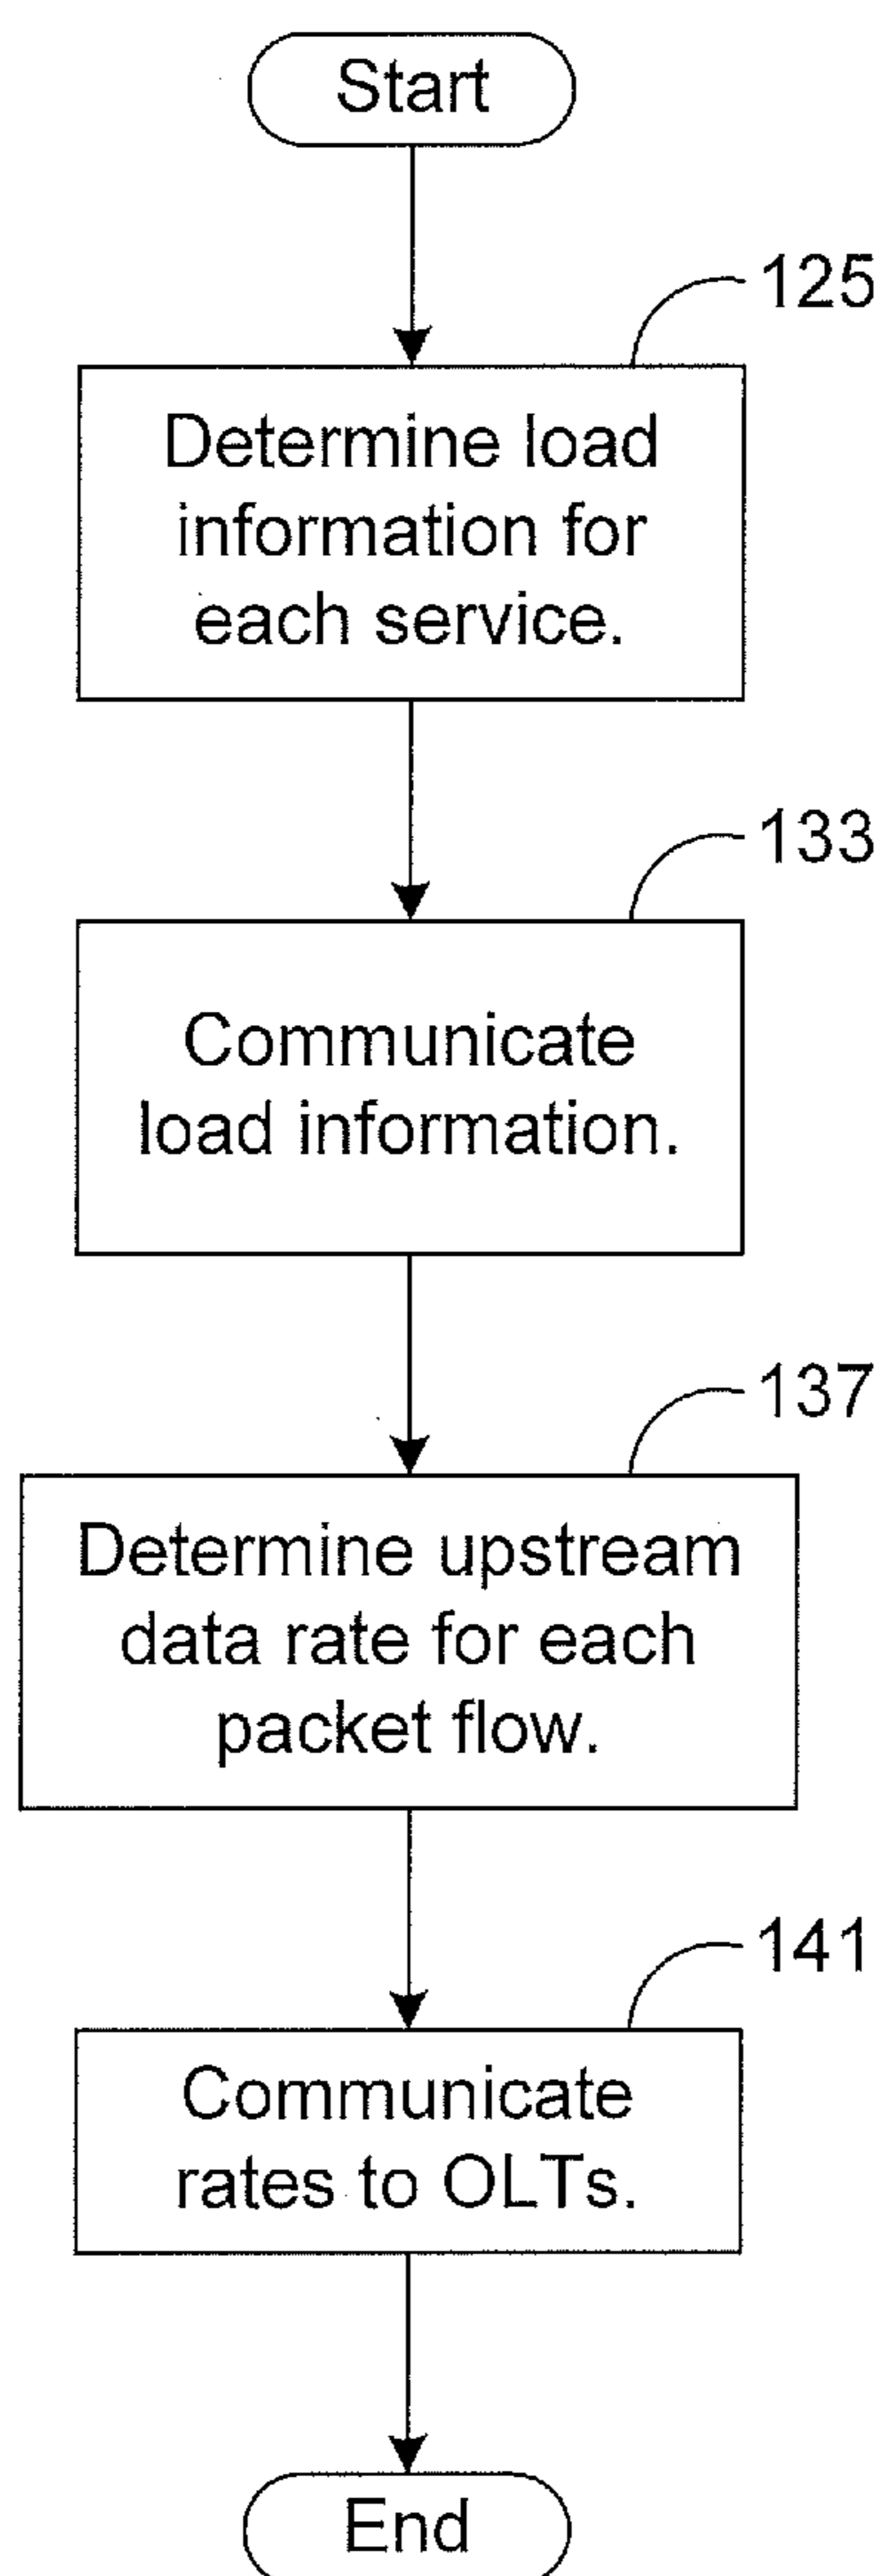 Start
125
Determine load
information for
each service.
133
Communicate
load information.
137
Determine upstream
data rate for each
packet flow.
141
Communicate
rates to OLTs.
End